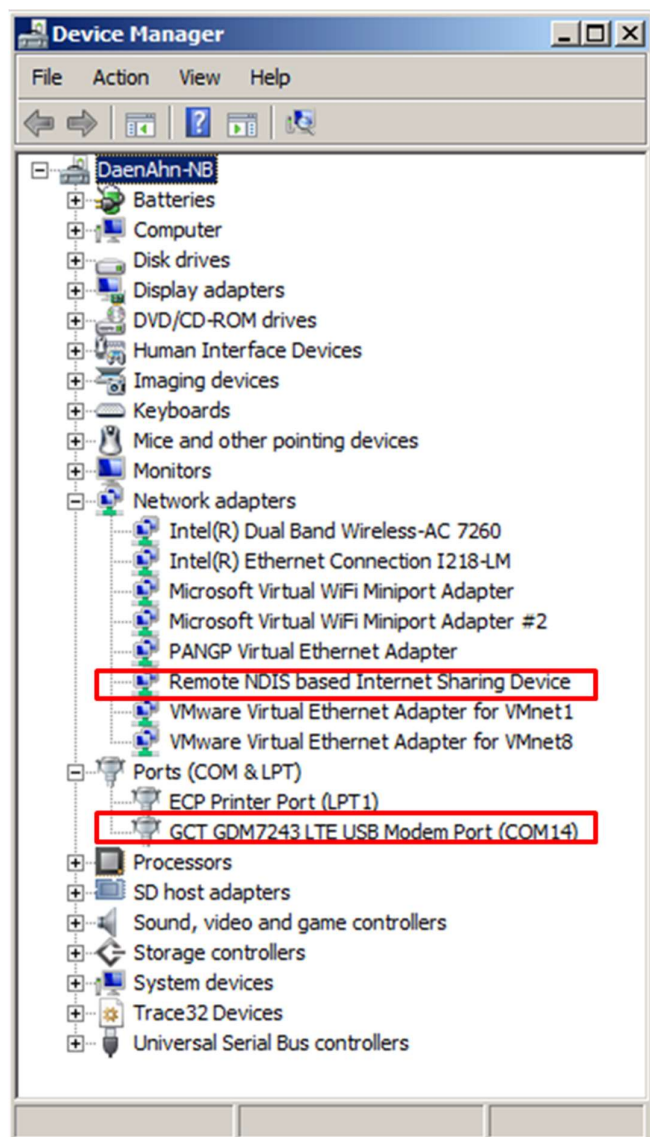 Device Manager
File Action View Help
DaenAhn-NB
Batteries
Computer
Disk drives
Display adapters
DVD/CD-ROM drives
Human Interface Devices
Imaging devices
Keyboards
Mice and other pointing devices
Monitors
Network adapters
Intel(R) Dual Band Wireless-AC 7260
Intel(R) Ethernet Connection I218-LM
Microsoft Virtual WiFi Miniport Adapter
Microsoft Virtual WiFi Miniport Adapter #2
PANGP Virtual Ethernet Adapter
Remote NDIS based Internet Sharing Device
VMware Virtual Ethernet Adapter for VMnet1
VMware Virtual Ethernet Adapter for VMnet8
Ports (COM & LPT)
ECP Printer Port (LPT1)
GCT GDM7243 LTE USB Modem Port (COM14)
Processors
SD host adapters
Sound, video and game controllers
Storage controllers
System devices
Trace32 Devices
Universal Serial Bus controllers